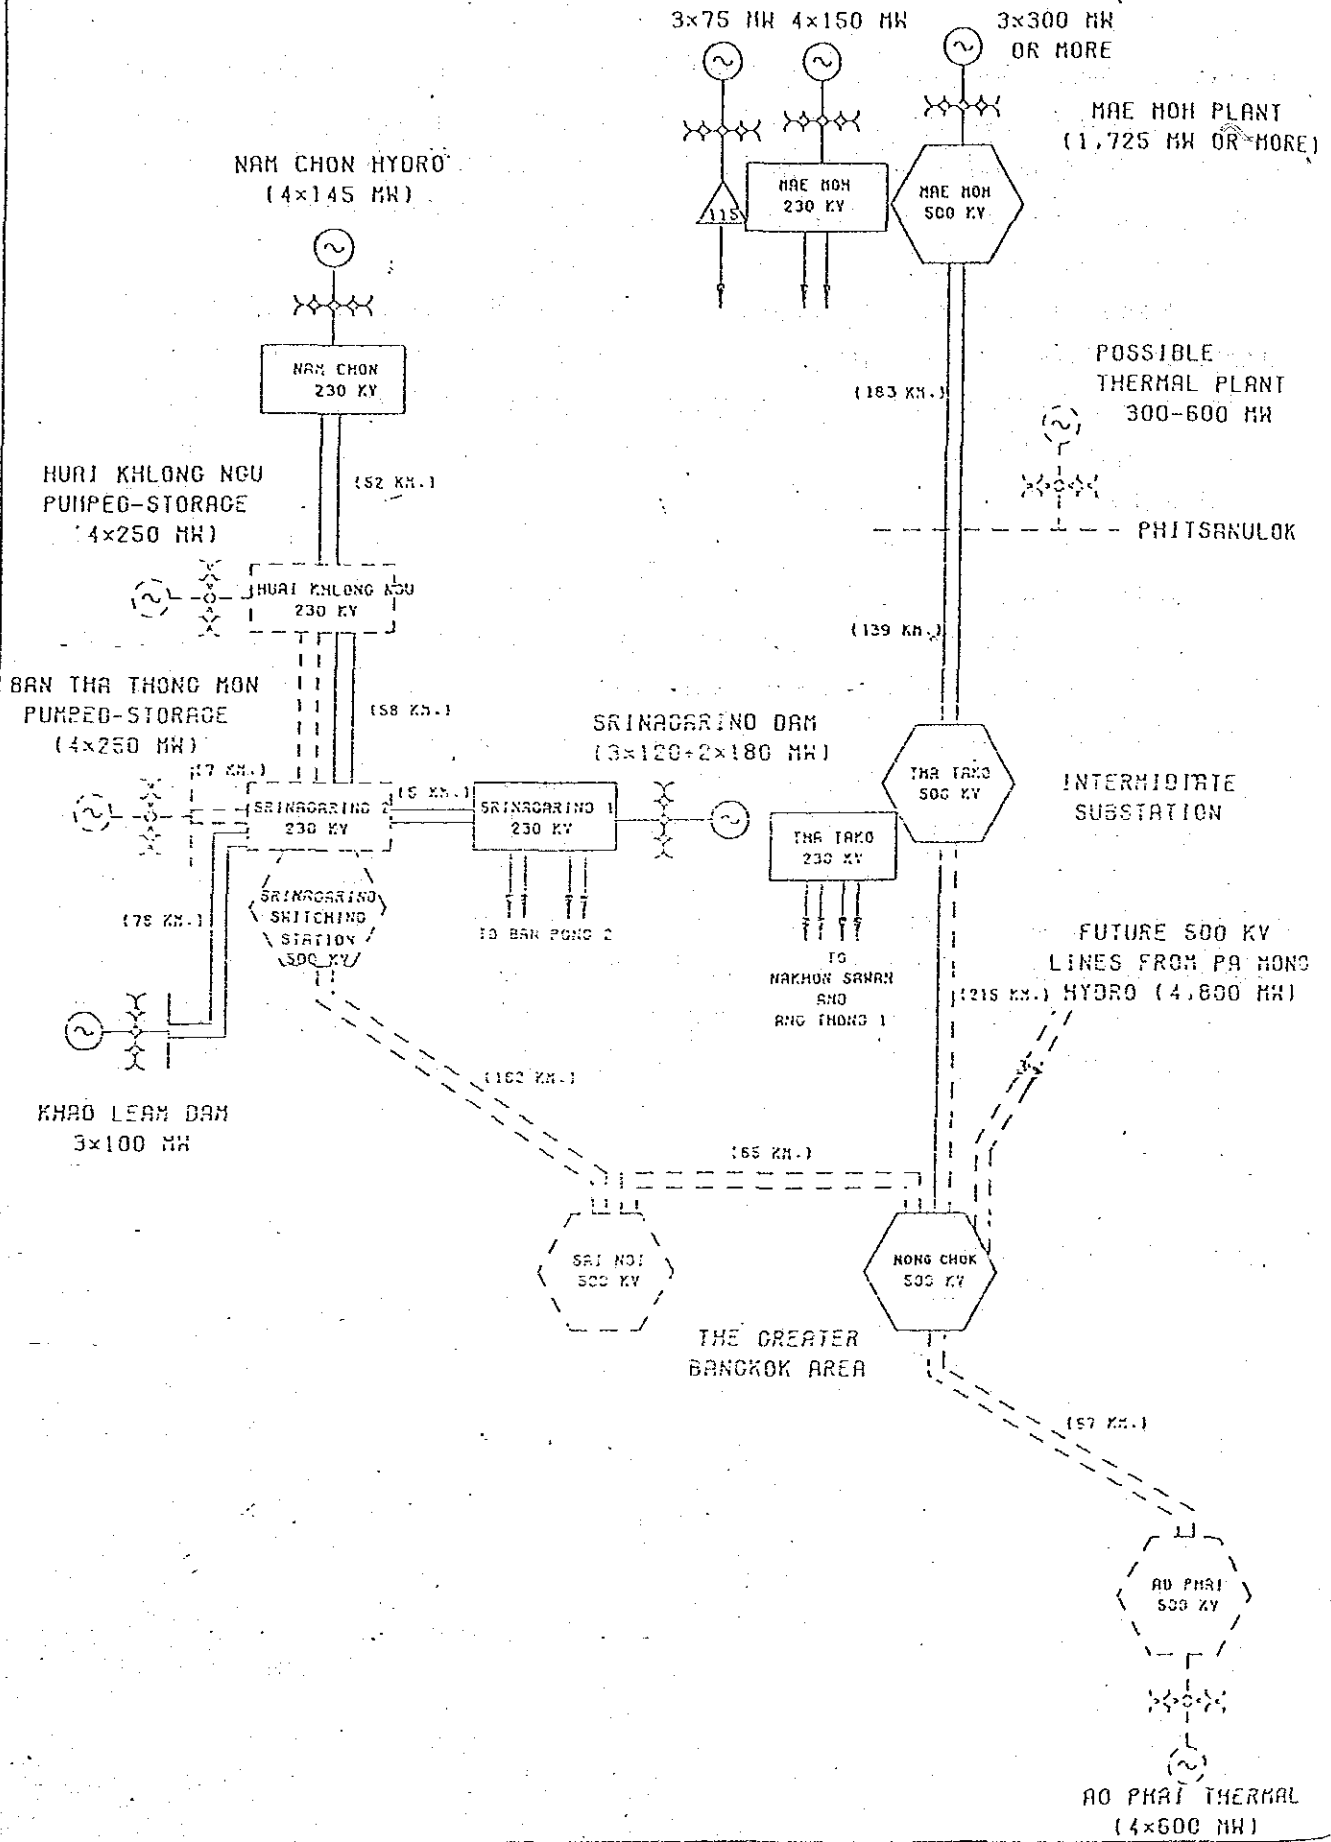 3×75 MW 4×150 MW
3×300 MW
OR MORE
MAE MOH PLANT
(1,725 MW OR MORE)
NAM CHON HYDRO
(4×145 MW)
115
MAE MOH
230 KV
MAE MOH
500 KV
NAM CHON
230 KV
(183 KM.)
POSSIBLE
THERMAL PLANT
300-600 MW
HUAI KHLONG NGU
PUMPED-STORAGE
(4×250 MW)
(52 KM.)
PHITSANULOK
HUAI KHLONG NGU
230 KV
(139 KM.)
BAN THA THONG MON
PUMPED-STORAGE
(4×250 MW)
(58 KM.)
SRINAGARIND DAM
(3×120+2×180 MW)
(7 KM.)
SRINAGARIND 2
230 KV
SRINAGARIND 1
230 KV
THA TAKO
500 KV
INTERMIDIATE
SUBSTATION
THA TAKO
230 KV
SRINAGARIND
SWITCHING
STATION
500 KV
TO BAN PONG 2
TO
NAKHON SAWAN
AND
ANG THONG 1
FUTURE 500 KV
LINES FROM PA MONG
HYDRO (4,800 MW)
(215 KM.)
KHAO LEAM DAM
3×100 MW
(162 KM.)
(65 KM.)
SAI NOI
500 KV
NONG CHOK
500 KV
THE GREATER
BANGKOK AREA
AO PHAI
500 KV
AO PHAI THERMAL
(4×600 MW)